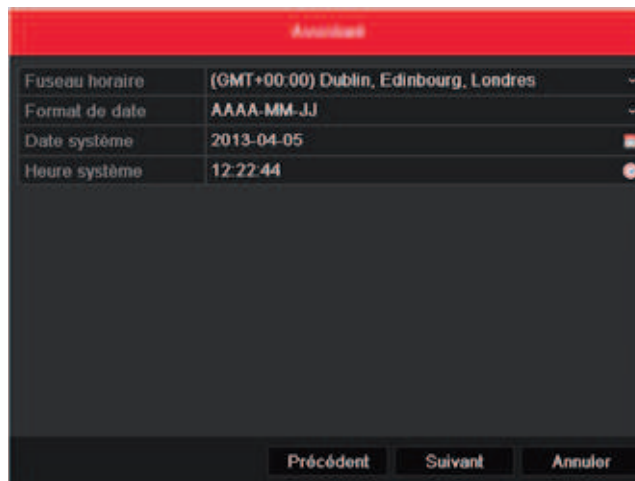 Assistant
Fuseau horaire (GMT+00:00) Dublin, Edinbourg, Londres
Format de date AAAA-MM-JJ
Date système 2013-04-05
Heure système 12:22:44
Précédent Suivant Annuler